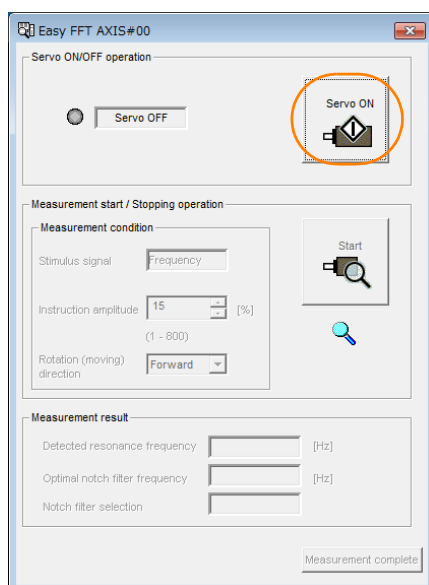 Easy FFT AXIS#00
Servo ON/OFF operation
Servo OFF
Servo ON
Measurement start / Stopping operation
Measurement condition
Stimulus signal Frequency
Start
Instruction amplitude 15 [%]
(1 - 800)
Rotation (moving)
direction
Forward
Measurement result
Detected resonance frequency [Hz]
Optimal notch filter frequency [Hz]
Notch filter selection
Measurement complete